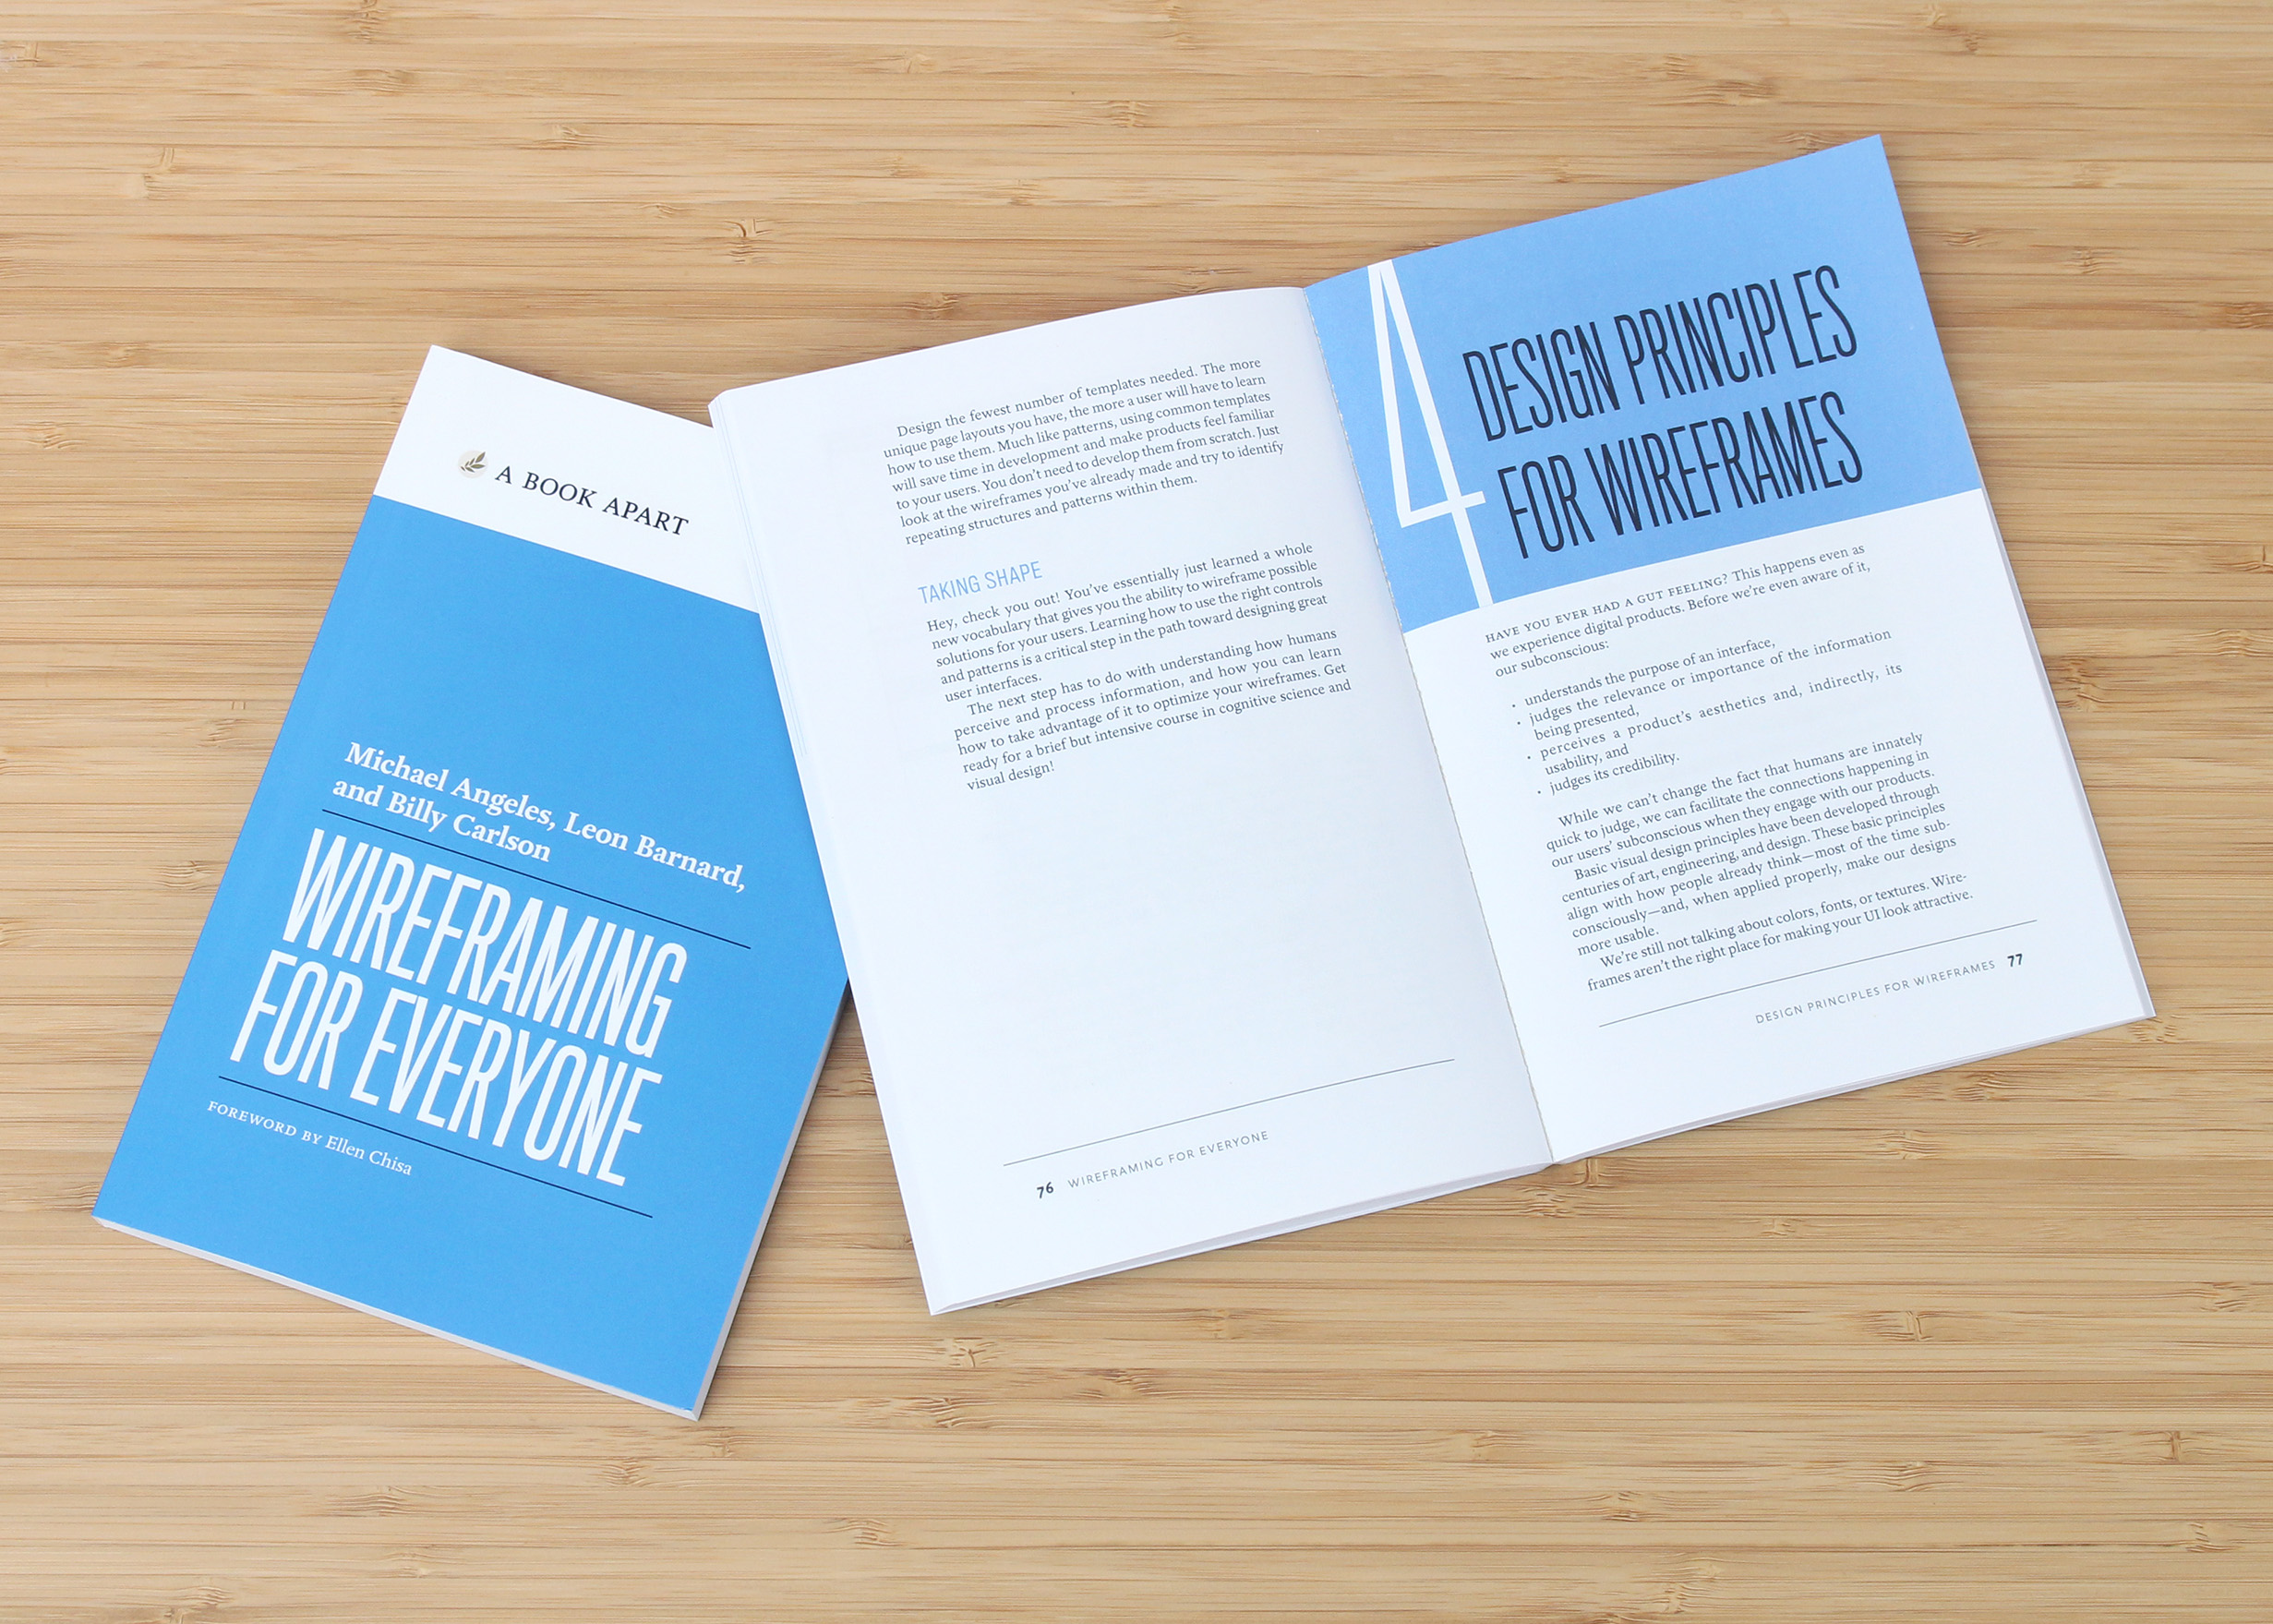 A BOOK APART
Michael Angeles, Leon Barnard,
and Billy Carlson
WIREFRAMING
FOR EVERYONE
FOREWORD BY Ellen Chisa
Design the fewest number of templates needed. The more
unique page layouts you have, the more a user will have to learn
how to use them. Much like patterns, using common templates
will save time in development and make products feel familiar
to your users. You don't need to develop them from scratch. Just
look at the wireframes you've already made and try to identify
repeating structures and patterns within them.
TAKING SHAPE
Hey, check you out! You've essentially just learned a whole
new vocabulary that gives you the ability to wireframe possible
solutions for your users. Learning how to use the right controls
and patterns is a critical step in the path toward designing great
user interfaces.
The next step has to do with understanding how humans
perceive and process information, and how you can learn
how to take advantage of it to optimize your wireframes. Get
ready for a brief but intensive course in cognitive science and
visual design!
76 WIREFRAMING FOR EVERYONE
4
DESIGN PRINCIPLES
FOR WIREFRAMES
HAVE YOU EVER HAD A GUT FEELING? This happens even as
we experience digital products. Before we're even aware of it,
our subconscious:
• understands the purpose of an interface,
• judges the relevance or importance of the information
being presented,
• perceives a product's aesthetics and, indirectly, its
usability, and
• judges its credibility.
While we can't change the fact that humans are innately
quick to judge, we can facilitate the connections happening in
our users' subconscious when they engage with our products.
Basic visual design principles have been developed through
centuries of art, engineering, and design. These basic principles
align with how people already think—most of the time sub-
consciously—and, when applied properly, make our designs
more usable.
We're still not talking about colors, fonts, or textures. Wire-
frames aren't the right place for making your UI look attractive.
DESIGN PRINCIPLES FOR WIREFRAMES 77